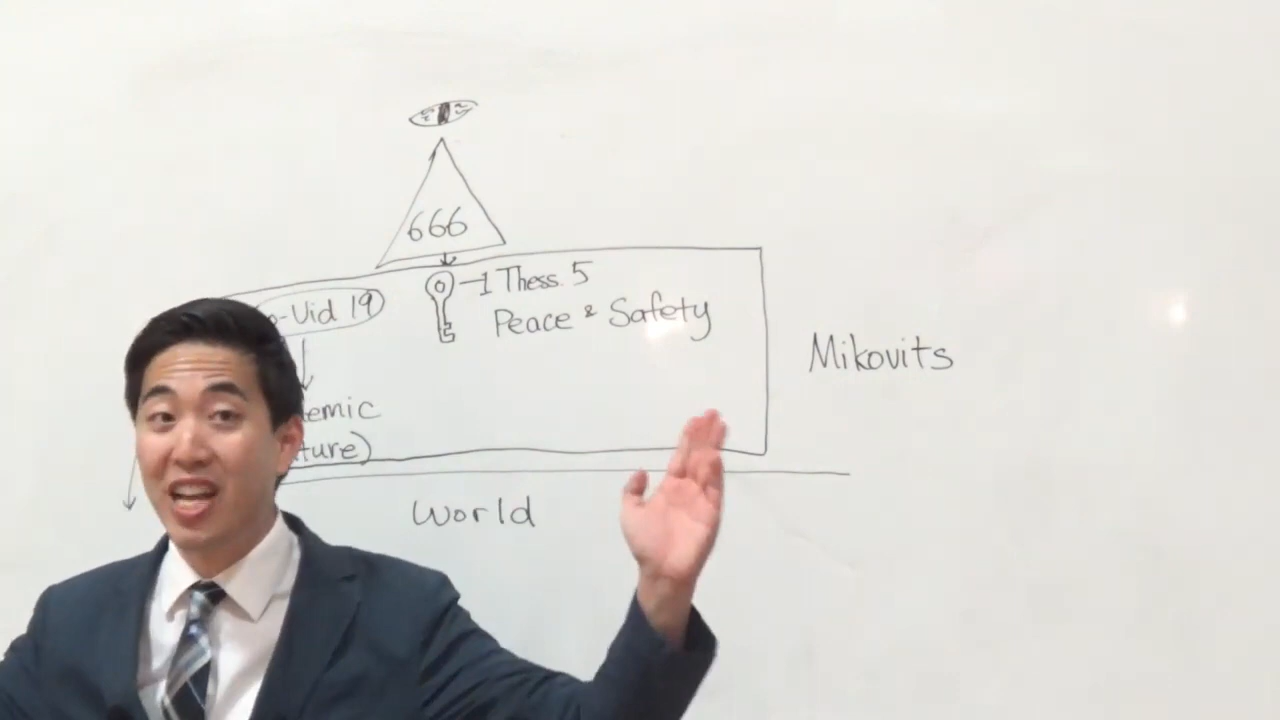 666
1 Thess. 5
Peace & Safety
o-Vid 19
emic
ture)
Mikovits
World